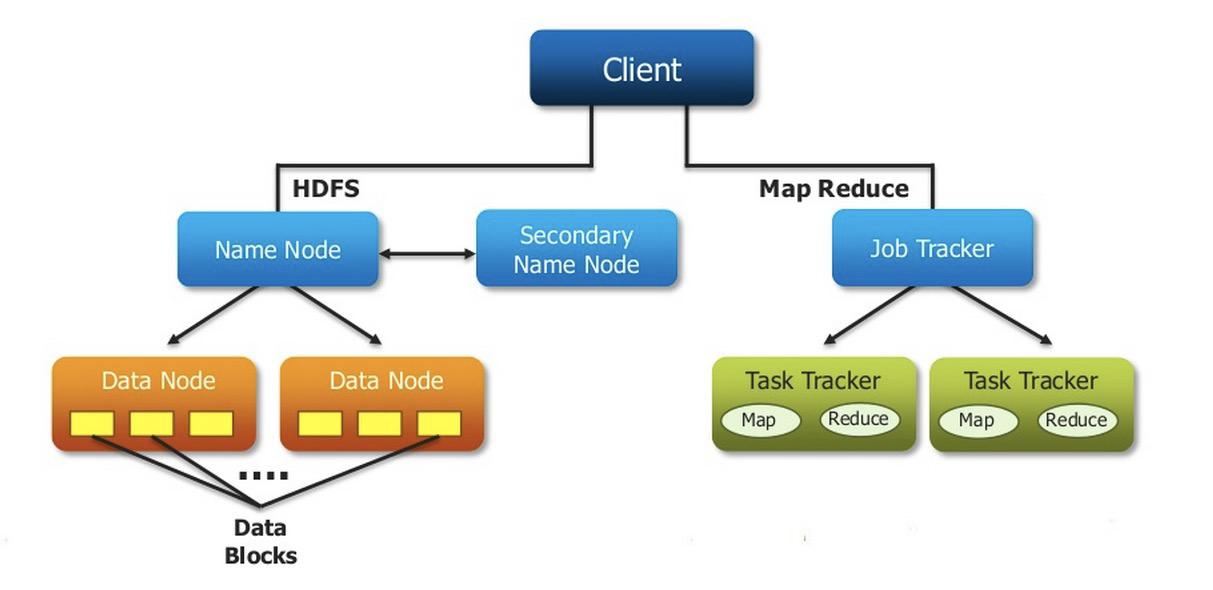 Client
HDFS
Map Reduce
Name Node
Secondary
Name Node
Job Tracker
Data Node
Data Node
Task Tracker
Map
Reduce
Task Tracker
Map
Reduce
....
Data
Blocks